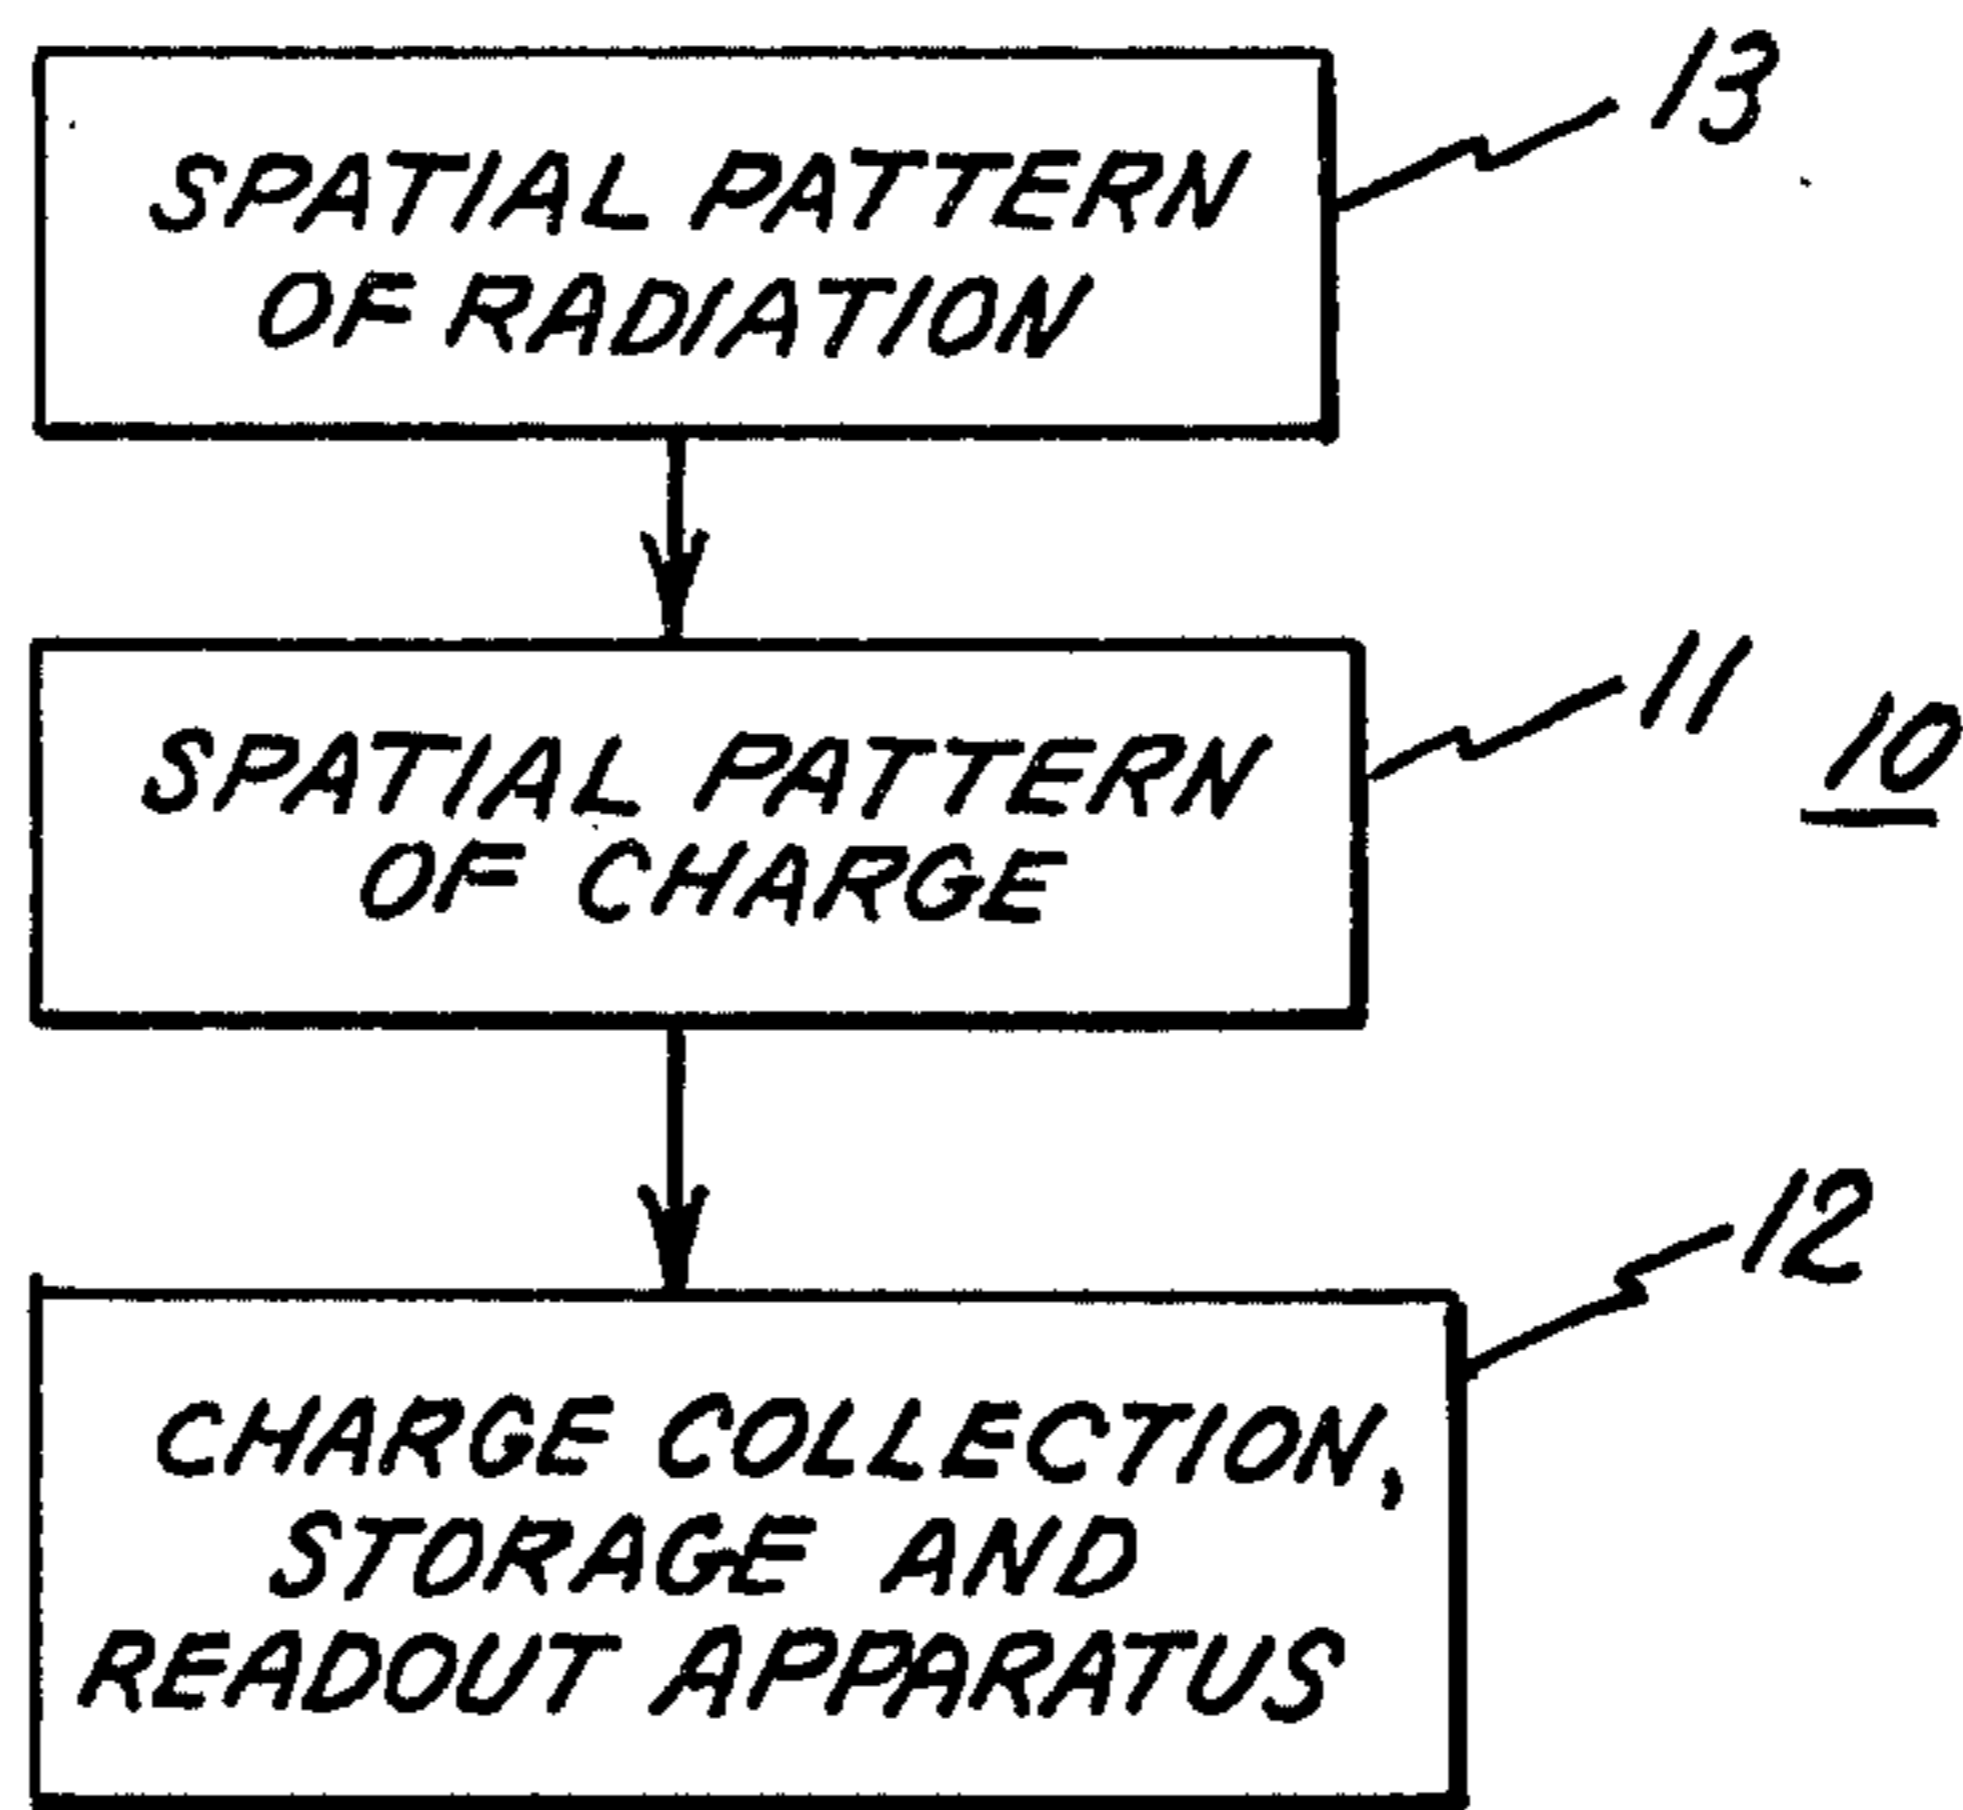 13
SPATIAL PATTERN
OF RADIATION
11
10
SPATIAL PATTERN
OF CHARGE
12
CHARGE COLLECTION,
STORAGE AND
READOUT APPARATUS